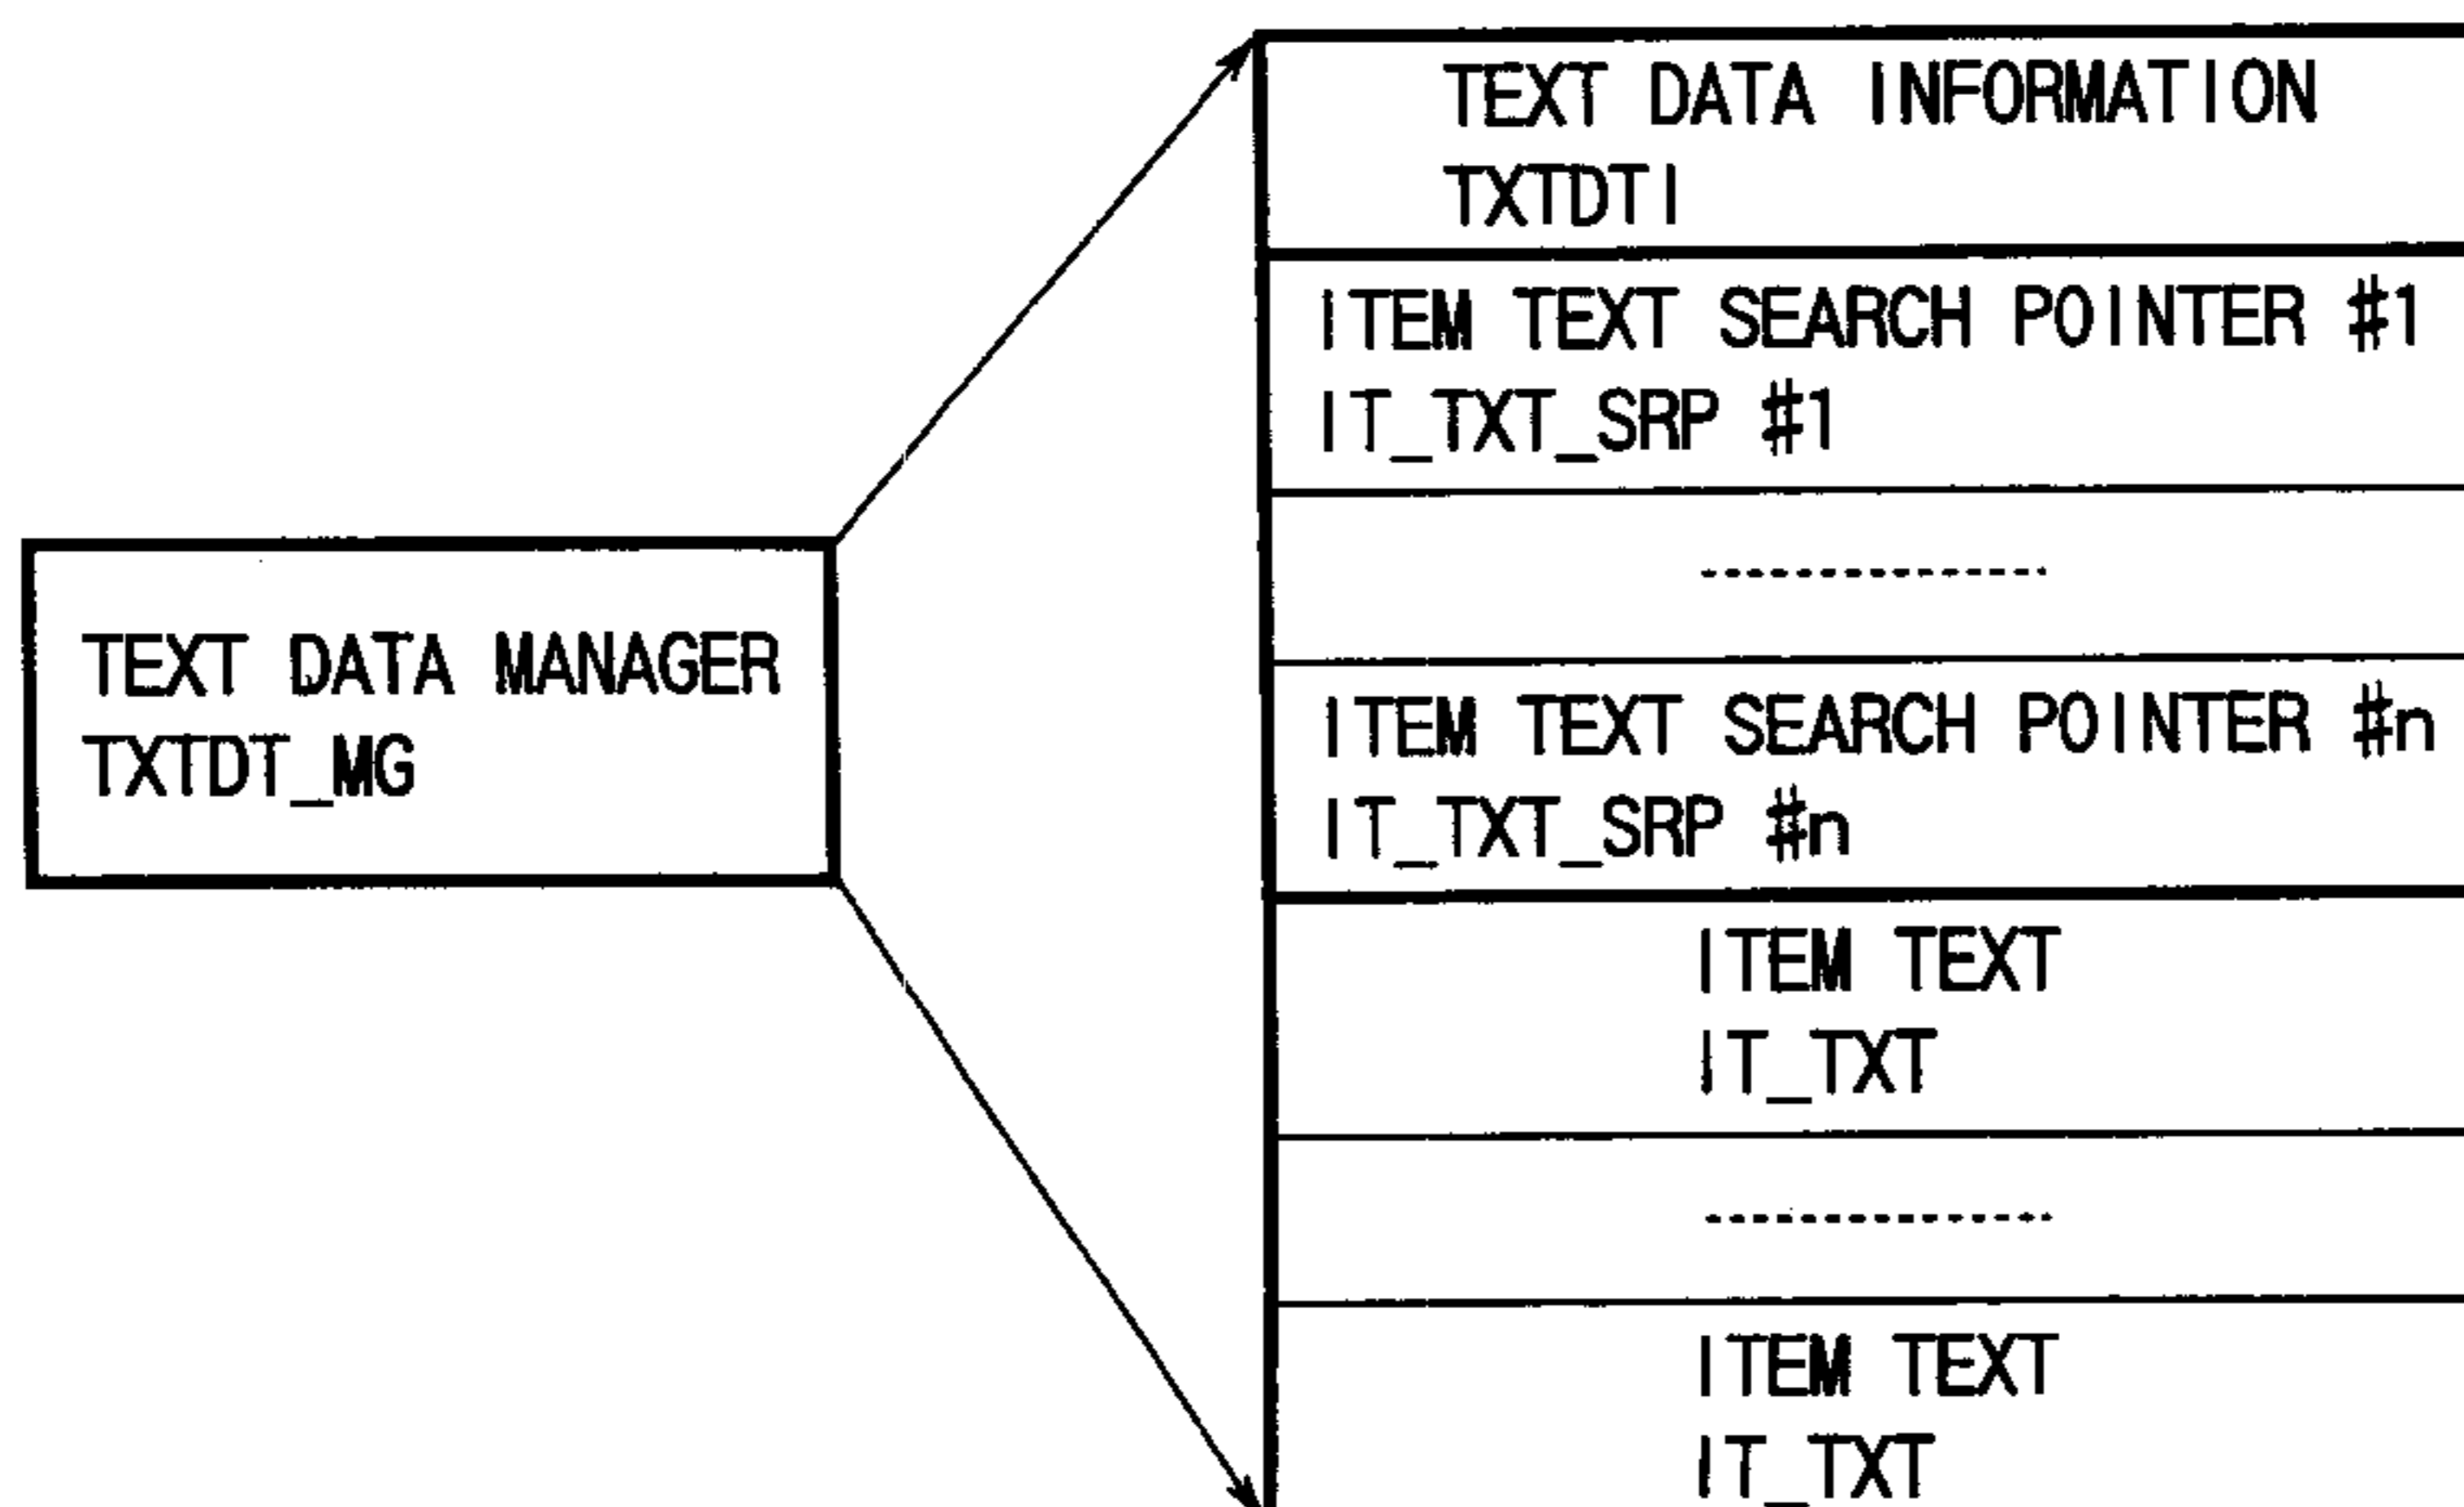 TEXT DATA MANAGER
TXTDT_MG
TEXT DATA INFORMATION
TXTDTI
ITEM TEXT SEARCH POINTER #1
IT_TXT_SRP #1
ITEM TEXT SEARCH POINTER #n
IT_TXT_SRP #n
ITEM TEXT
IT_TXT
ITEM TEXT
IT_TXT